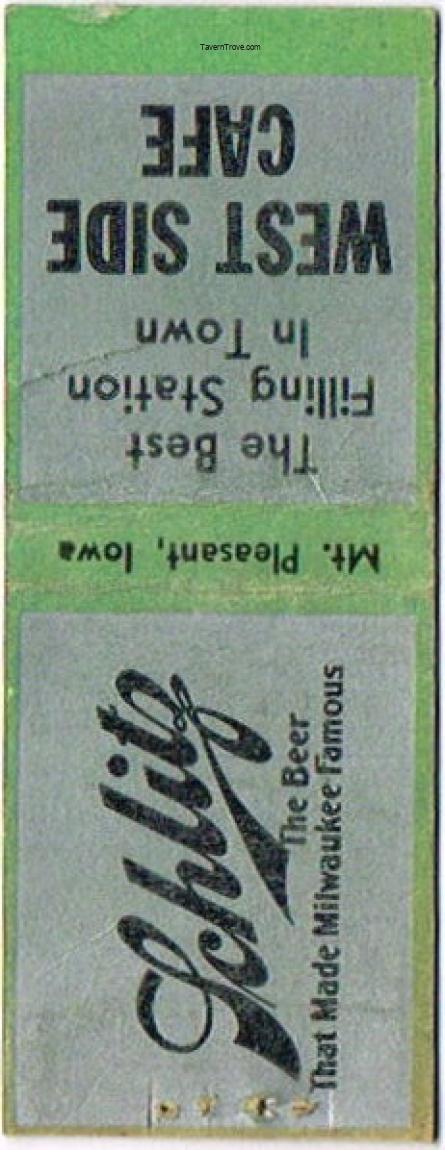 TavernTrove.com
The Best
Filling Station
In Town
WEST SIDE
CAFE
Mt. Pleasant, Iowa
Schlitz
The Beer
That Made Milwaukee Famous